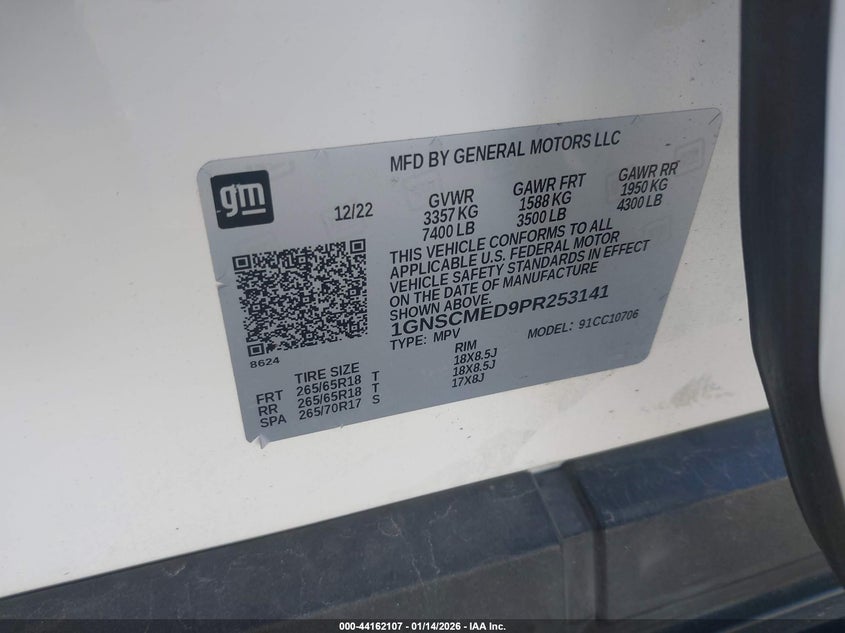 MFD BY GENERAL MOTORS LLC
gm
12/22
GVWR
3357 KG
7400 LB
GAWR FRT
1588 KG
3500 LB
GAWR RR
1950 KG
4300 LB
THIS VEHICLE CONFORMS TO ALL
APPLICABLE U.S. FEDERAL MOTOR
VEHICLE SAFETY STANDARDS IN EFFECT
ON THE DATE OF MANUFACTURE
SHOWN ABOVE.
1GNSCMED9PR253141
TYPE: MPV
MODEL: 91CC10706
8624
TIRE SIZE
RIM
FRT 265/65R18 T 18X8.5J
RR 265/65R18 T 18X8.5J
SPA 265/70R17 S 17X8J
000-44162107 - 01/14/2026 - IAA Inc.